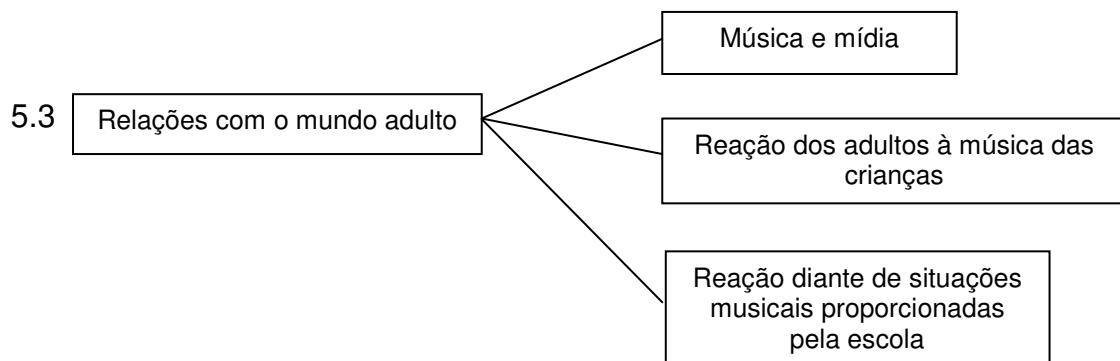 Música e mídia
5.3 Relações com o mundo adulto
Reação dos adultos à música das
crianças
Reação diante de situações
musicais proporcionadas
pela escola